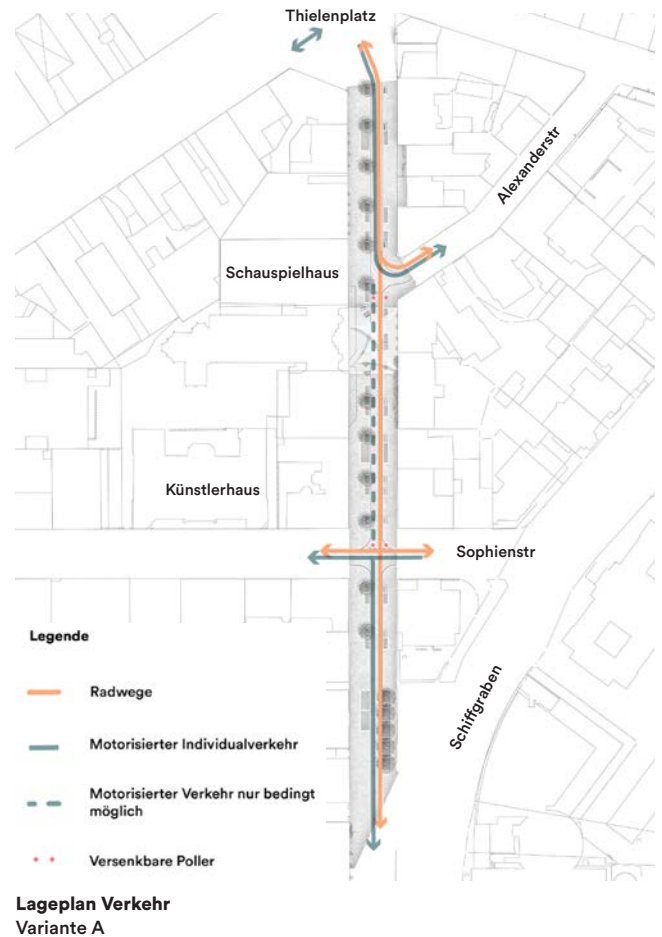 Thielenplatz
Alexanderstr
Schauspielhaus
Künstlerhaus
Sophienstr
Schiffgraben
Legende
Radwege
Motorisierter Individualverkehr
Motorisierter Verkehr nur bedingt
möglich
Versenkbare Poller
Lageplan Verkehr
Variante A